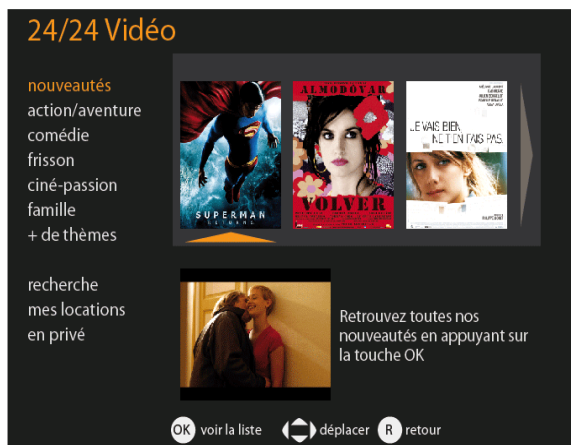 24/24 Vidéo
nouveautés
action/aventure
comédie
frisson
ciné-passion
famille
+ de thèmes
recherche
mes locations
en privé
SUPERMAN
RETURNS
ALMODÓVAR
VOLVER
JE VAIS BIEN
NE T'EN FAIS PAS.
Retrouvez toutes nos
nouveautés en appuyant sur
la touche OK
OK voir la liste déplacer R retour